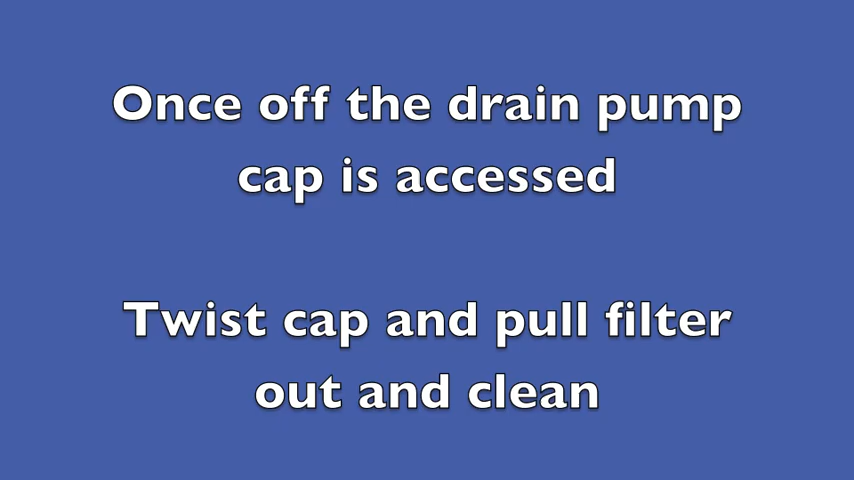 Once off the drain pump
cap is accessed
Twist cap and pull filter
out and clean